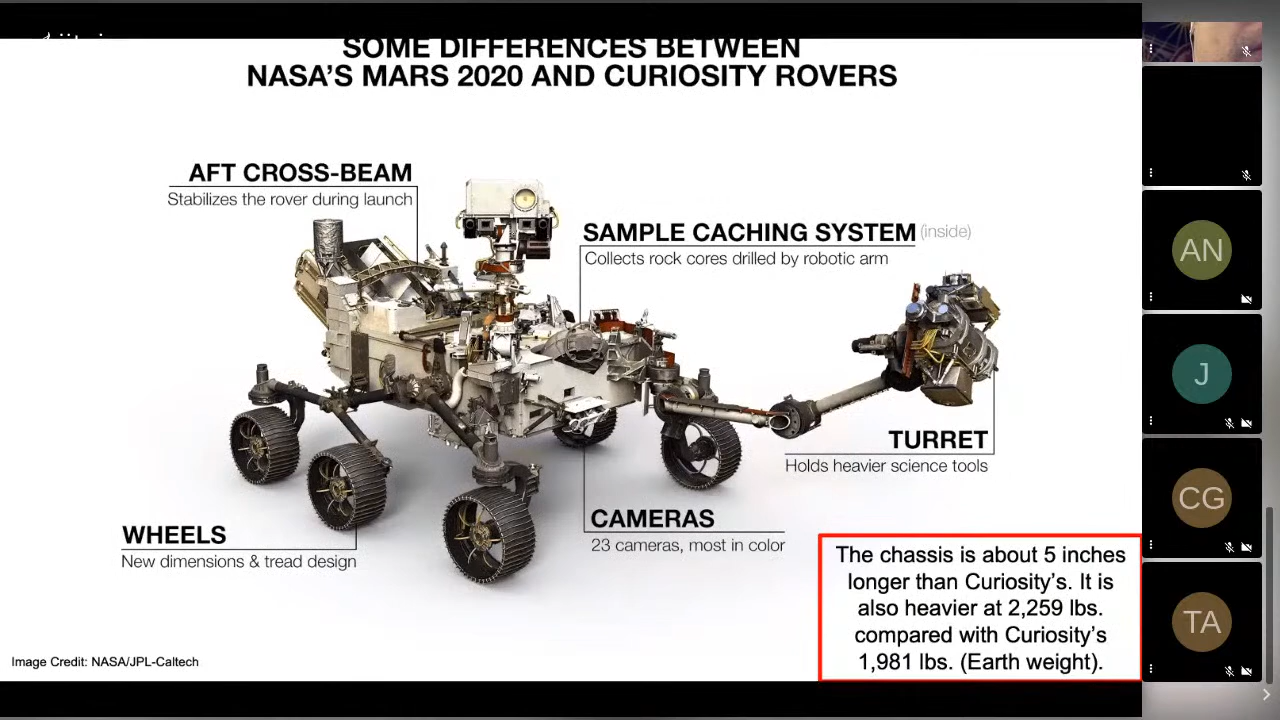 SOME DIFFERENCES BETWEEN
NASA'S MARS 2020 AND CURIOSITY ROVERS
AFT CROSS-BEAM
Stabilizes the rover during launch
SAMPLE CACHING SYSTEM (inside)
Collects rock cores drilled by robotic arm
TURRET
Holds heavier science tools
CAMERAS
23 cameras, most in color
WHEELS
New dimensions & tread design
The chassis is about 5 inches
longer than Curiosity's. It is
also heavier at 2,259 lbs.
compared with Curiosity's
1,981 lbs. (Earth weight).
Image Credit: NASA/JPL-Caltech
AN
J
CG
TA